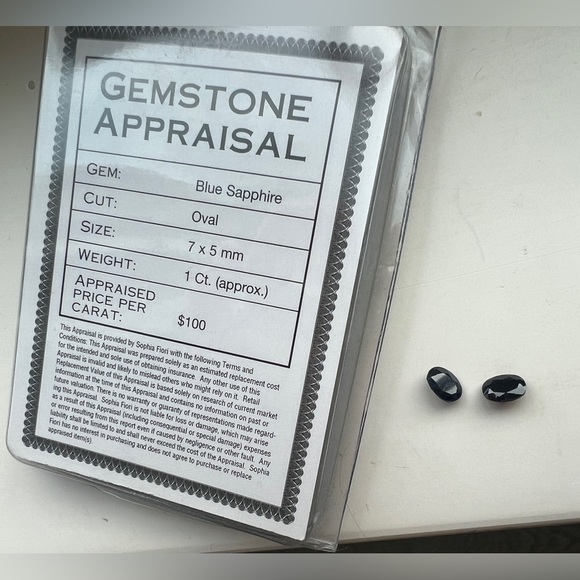 GEMSTONE
APPRAISAL
GEM: Blue Sapphire
CUT: Oval
SIZE: 7 x 5 mm
WEIGHT: 1 Ct. (approx.)
APPRAISED
PRICE PER
CARAT: $100
This Appraisal is provided by Sophia Fiori with the following Terms and
Conditions: This Appraisal was prepared solely as an estimated replacement cost
for the intended and sole use of obtaining insurance. Any other use of this
Appraisal is invalid and likely to mislead others who might rely on it. Retail
Replacement Value of this Appraisal is based solely on research of current market
information at the time of this Appraisal and contains no information on past or
future valuation. There is no warranty or guaranty of representations made regard-
ing this Appraisal. Sophia Fiori is not liable for loss or damage, which may arise
as a result of this Appraisal (including consequential or special damage) expenses
or error resulting from this report even if caused by negligence or other fault. Any
liability shall be limited to and shall never exceed the cost of the Appraisal. Sophia
Fiori has no interest in purchasing and does not agree to purchase or replace
appraised item(s).